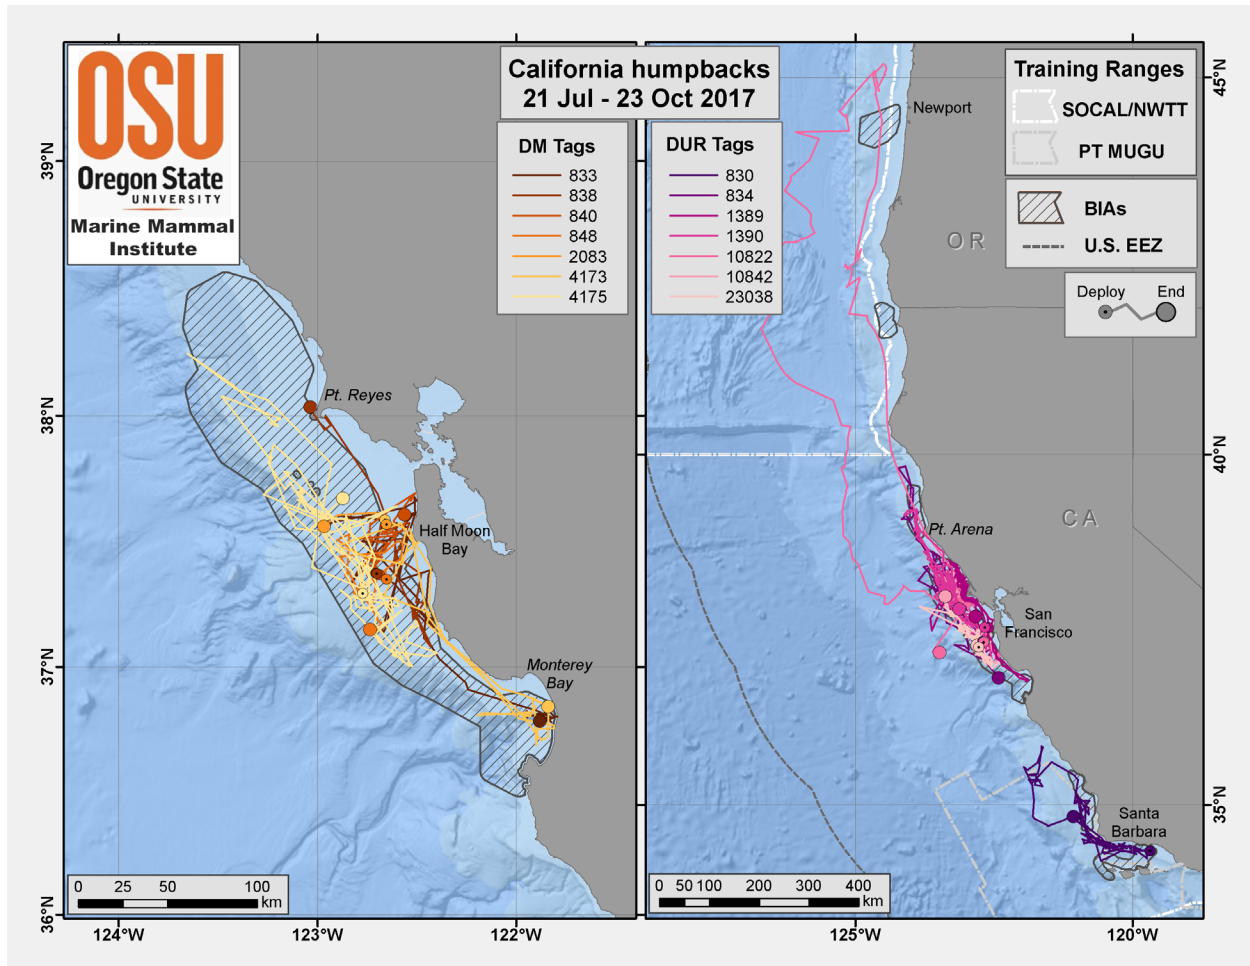 OSU
Oregon State
UNIVERSITY
Marine Mammal
Institute
California humpbacks
21 Jul - 23 Oct 2017
DM Tags
833
838
840
848
2083
4173
4175
DUR Tags
830
834
1389
1390
10822
10842
23038
Training Ranges
SOCAL/NWTT
PT MUGU
BIAs
U.S. EEZ
Deploy
End
Pt. Reyes
Half Moon
Bay
Monterey
Bay
Newport
OR
CA
Pt. Arena
San
Francisco
Santa
Barbara
39°N
38°N
37°N
36°N
45°N
40°N
35°N
0 25 50 100
km
0 50 100 200 300 400
km
124°W
123°W
122°W
125°W
120°W